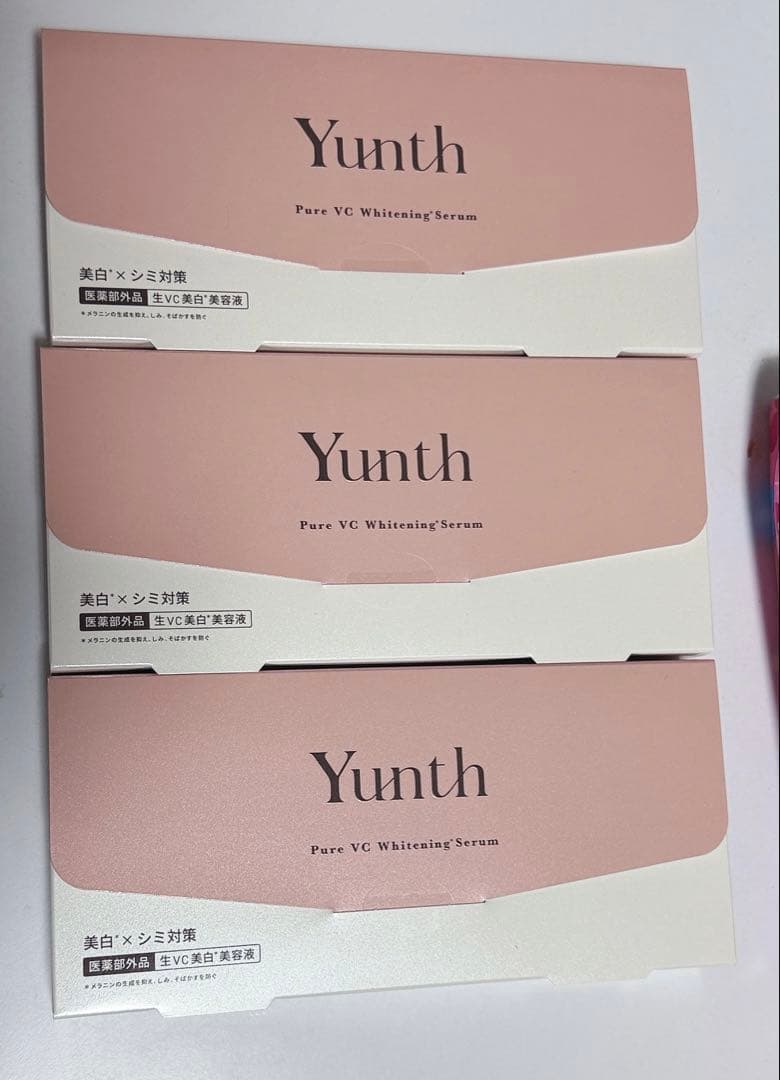 Yunth
Pure VC Whitening*Serum
美白*×シミ対策
医薬部外品 生VC美白*美容液
*メラニンの生成を抑え、しみ、そばかすを防ぐ
Yunth
Pure VC Whitening*Serum
美白*×シミ対策
医薬部外品 生VC美白*美容液
*メラニンの生成を抑え、しみ、そばかすを防ぐ
Yunth
Pure VC Whitening*Serum
美白*×シミ対策
医薬部外品 生VC美白*美容液
*メラニンの生成を抑え、しみ、そばかすを防ぐ